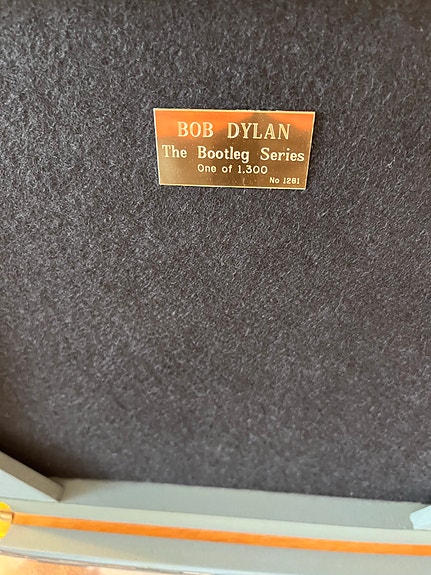 BOB DYLAN
The Bootleg Series
One of 1.300
No 1281